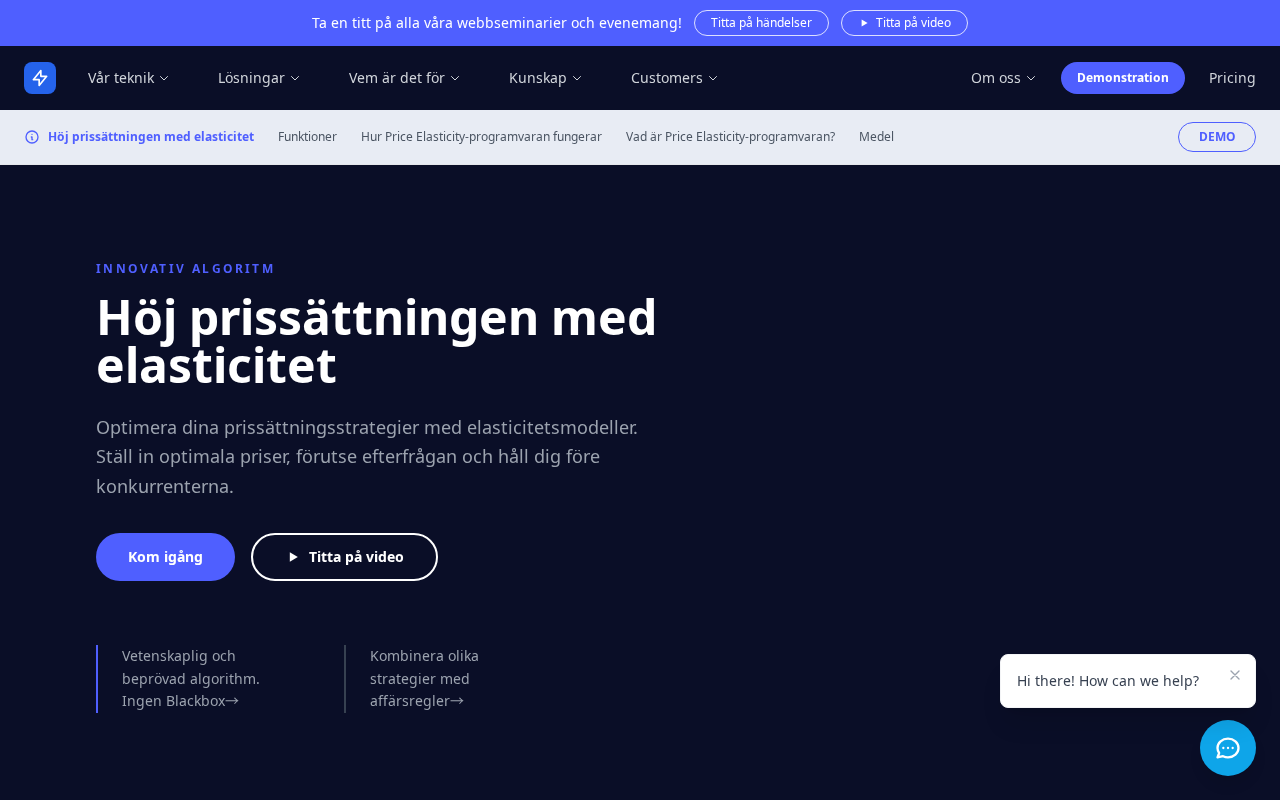 Ta en titt på alla våra webbseminarier och evenemang!
Titta på händelser
Titta på video
Vår teknik
Lösningar
Vem är det för
Kunskap
Customers
Om oss
Demonstration
Pricing
Höj prissättningen med elasticitet
Funktioner
Hur Price Elasticity-programvaran fungerar
Vad är Price Elasticity-programvaran?
Medel
DEMO
INNOVATIV ALGORITM
Höj prissättningen med
elasticitet
Optimera dina prissättningsstrategier med elasticitetsmodeller.
Ställ in optimala priser, förutse efterfrågan och håll dig före
konkurrenterna.
Kom igång
Titta på video
Vetenskaplig och
beprövad algorithm.
Ingen Blackbox→
Kombinera olika
strategier med
affärsregler→
Hi there! How can we help?